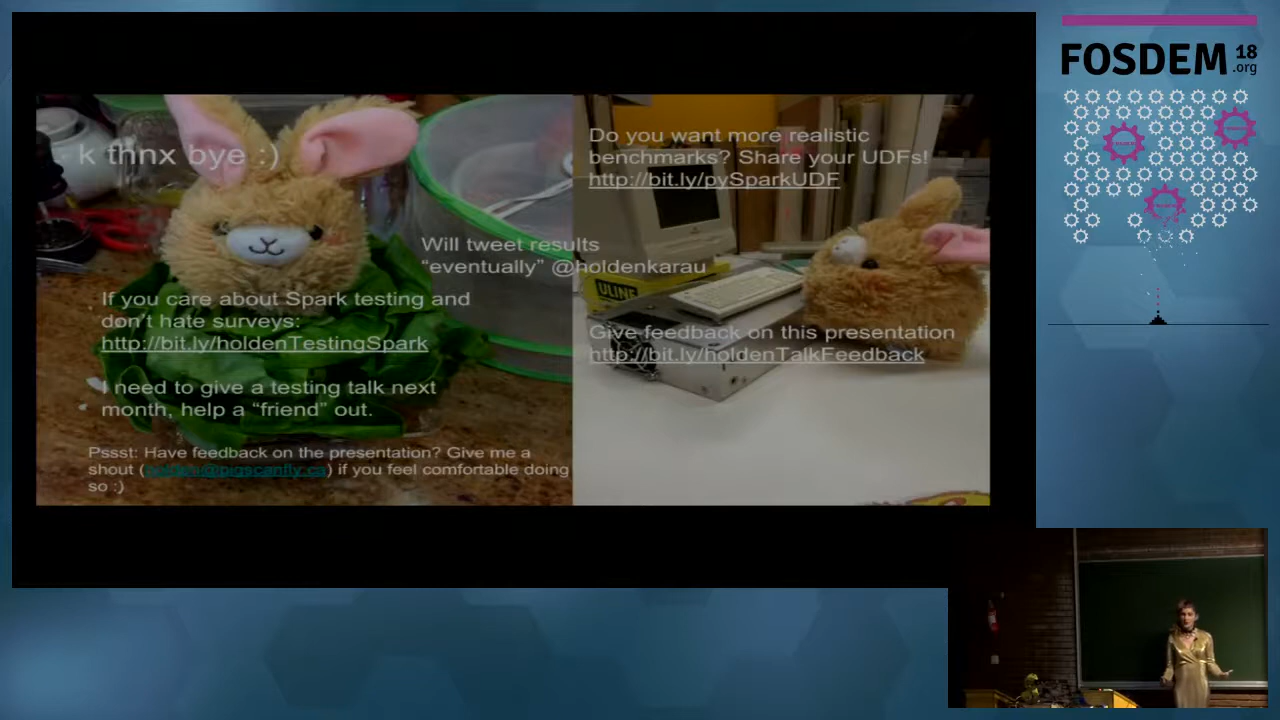 k thnx bye :)
Do you want more realistic
benchmarks? Share your UDFs!
http://bit.ly/pySparkUDF
Will tweet results
“eventually” @holdenkarau
If you care about Spark testing and
don’t hate surveys:
http://bit.ly/holdenTestingSpark
I need to give a testing talk next
month, help a “friend” out.
Give feedback on this presentation
http://bit.ly/holdenTalkFeedback
Pssst: Have feedback on the presentation? Give me a
shout (holden@pigscanfly.ca) if you feel comfortable doing
so :)
ULINE
FOSDEM 18
.org